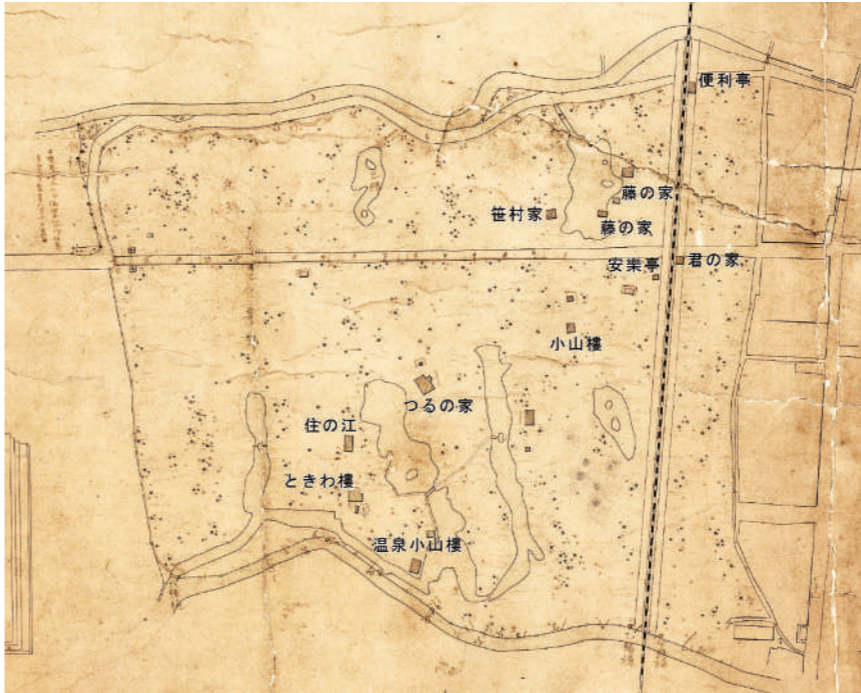 便利亭
藤の家
笹村家
藤の家
安樂亭
君の家
小山樓
つるの家
住の江
ときわ樓
温泉小山樓